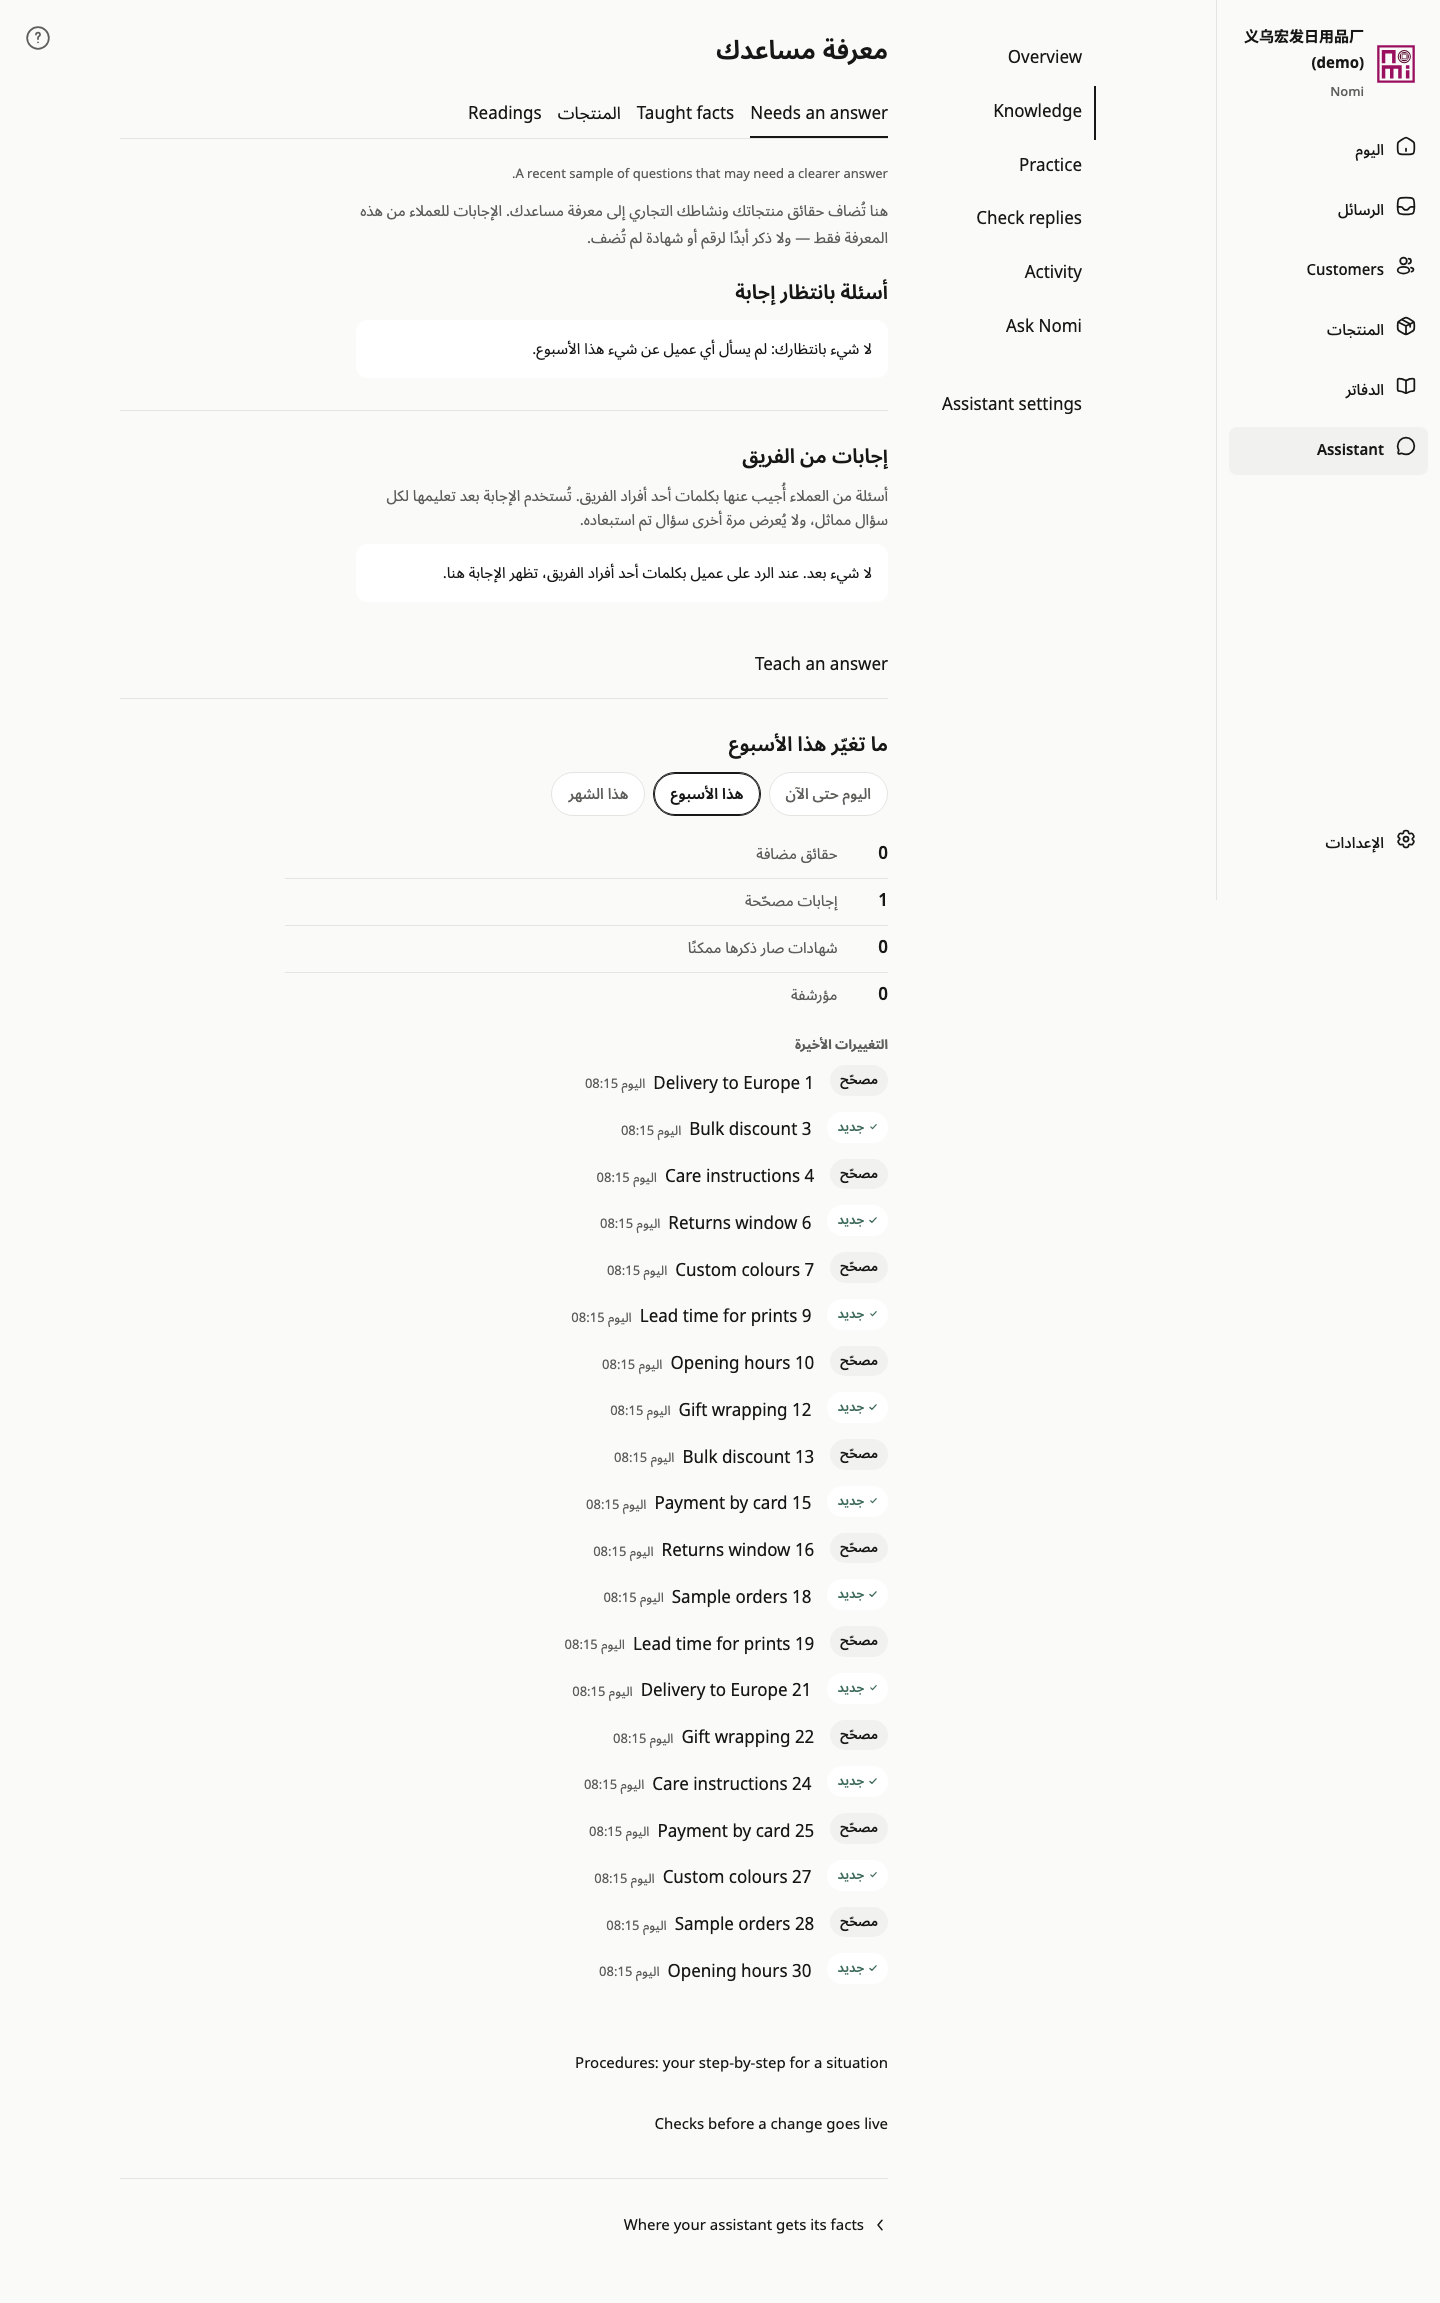 义乌宏发日用品厂
(demo)
Nomi
اليوم
الرسائل
Customers
المنتجات
الدفاتر
Assistant
الإعدادات
Overview
Knowledge
Practice
Check replies
Activity
Ask Nomi
Assistant settings
معرفة مساعدك
Needs an answer
Taught facts
المنتجات
Readings
A recent sample of questions that may need a clearer answer.
هنا تُضاف حقائق منتجاتك ونشاطك التجاري إلى معرفة مساعدك. الإجابات للعملاء من هذه
المعرفة فقط — ولا ذكر أبدًا لرقم أو شهادة لم تُضف.
أسئلة بانتظار إجابة
لا شيء بانتظارك: لم يسأل أي عميل عن شيء هذا الأسبوع.
إجابات من الفريق
أسئلة من العملاء أُجيب عنها بكلمات أحد أفراد الفريق. تُستخدم الإجابة بعد تعليمها لكل
سؤال مماثل، ولا يُعرض مرة أخرى سؤال تم استبعاده.
لا شيء بعد. عند الرد على عميل بكلمات أحد أفراد الفريق، تظهر الإجابة هنا.
Teach an answer
ما تغيّر هذا الأسبوع
اليوم حتى الآن
هذا الأسبوع
هذا الشهر
0 حقائق مضافة
1 إجابات مصحّحة
0 شهادات صار ذكرها ممكنًا
0 مؤرشفة
التغييرات الأخيرة
مصحّح Delivery to Europe 1 اليوم 08:15
جديد Bulk discount 3 اليوم 08:15
مصحّح Care instructions 4 اليوم 08:15
جديد Returns window 6 اليوم 08:15
مصحّح Custom colours 7 اليوم 08:15
جديد Lead time for prints 9 اليوم 08:15
مصحّح Opening hours 10 اليوم 08:15
جديد Gift wrapping 12 اليوم 08:15
مصحّح Bulk discount 13 اليوم 08:15
جديد Payment by card 15 اليوم 08:15
مصحّح Returns window 16 اليوم 08:15
جديد Sample orders 18 اليوم 08:15
مصحّح Lead time for prints 19 اليوم 08:15
جديد Delivery to Europe 21 اليوم 08:15
مصحّح Gift wrapping 22 اليوم 08:15
جديد Care instructions 24 اليوم 08:15
مصحّح Payment by card 25 اليوم 08:15
جديد Custom colours 27 اليوم 08:15
مصحّح Sample orders 28 اليوم 08:15
جديد Opening hours 30 اليوم 08:15
Procedures: your step-by-step for a situation
Checks before a change goes live
Where your assistant gets its facts